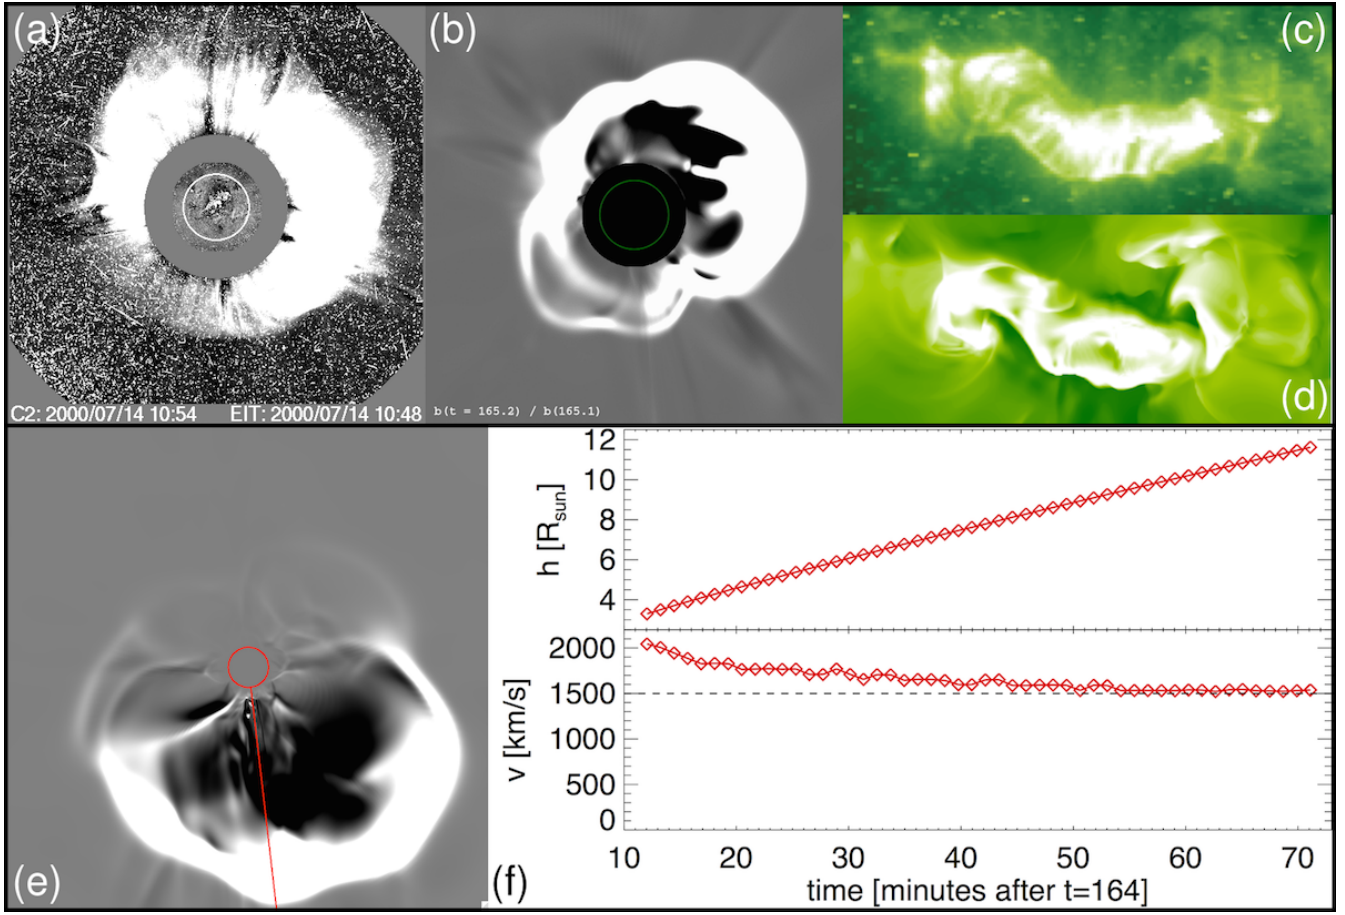 (a)
C2: 2000/07/14 10:54 EIT: 2000/07/14 10:48
(b)
b(t = 165.2) / b(165.1)
(c)
(d)
(e)
(f)
h [Rsun]
12
10
8
6
4
v [km/s]
2000
1500
1000
500
0
10 20 30 40 50 60 70
time [minutes after t=164]